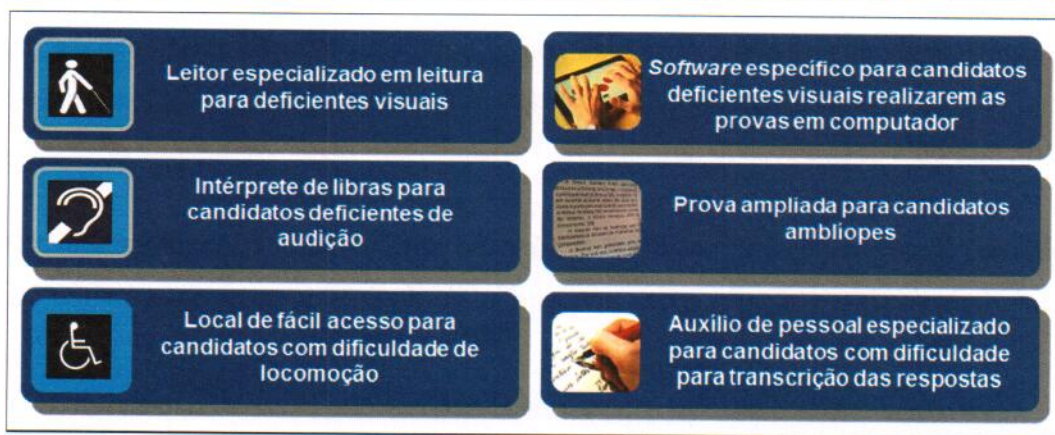 Leitor especializado em leitura
para deficientes visuais
Software específico para candidatos
deficientes visuais realizarem as
provas em computador
Intérprete de libras para
candidatos deficientes de
audição
Prova ampliada para candidatos
amblíopes
Local de fácil acesso para
candidatos com dificuldade de
locomoção
Auxílio de pessoal especializado
para candidatos com dificuldade
para transcrição das respostas